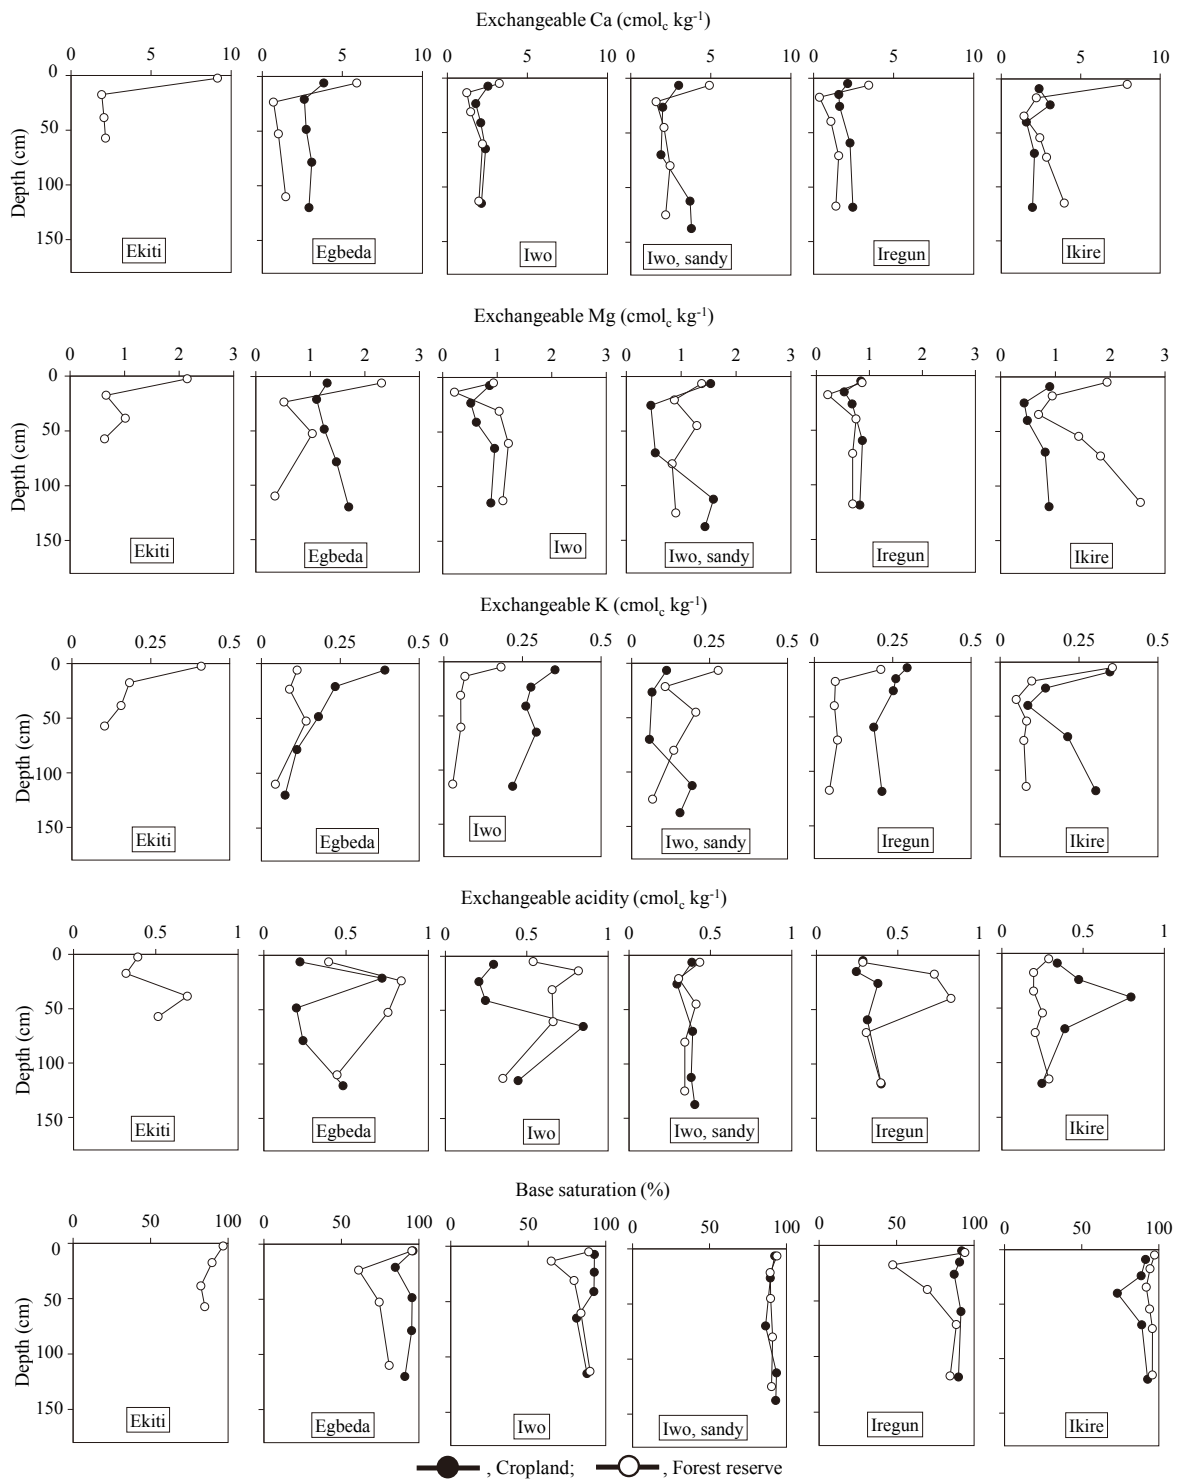 Exchangeable Ca (cmolc kg-1)
0 5 10 0 5 10 0 5 10 0 5 10 0 5 10 0 5 10
0
50
100
150
Depth (cm)
Ekiti Egbeda Iwo Iwo, sandy Iregun Ikire
Exchangeable Mg (cmolc kg-1)
0 1 2 3 0 1 2 3 0 1 2 3 0 1 2 3 0 1 2 3 0 1 2 3
0
50
100
150
Depth (cm)
Ekiti Egbeda Iwo Iwo, sandy Iregun Ikire
Exchangeable K (cmolc kg-1)
0 0.25 0.5 0 0.25 0.5 0 0.25 0.5 0 0.25 0.5 0 0.25 0.5 0 0.25 0.5
0
50
100
150
Depth (cm)
Ekiti Egbeda Iwo Iwo, sandy Iregun Ikire
Exchangeable acidity (cmolc kg-1)
0 0.5 1 0 0.5 1 0 0.5 1 0 0.5 1 0 0.5 1 0 0.5 1
0
50
100
150
Depth (cm)
Ekiti Egbeda Iwo Iwo, sandy Iregun Ikire
Base saturation (%)
0 50 100 0 50 100 0 50 100 0 50 100 0 50 100 0 50 100
0
50
100
150
Depth (cm)
Ekiti Egbeda Iwo Iwo, sandy Iregun Ikire
, Cropland; , Forest reserve